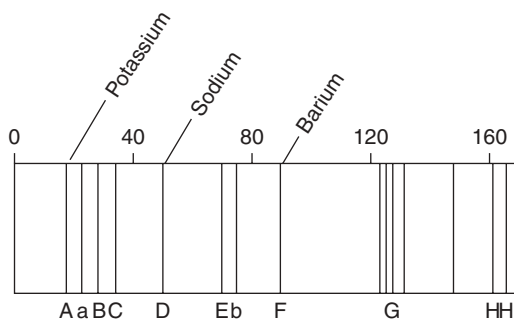 Potassium
Sodium
Barium
0 40 80 120 160
A a B C D E b F G H H